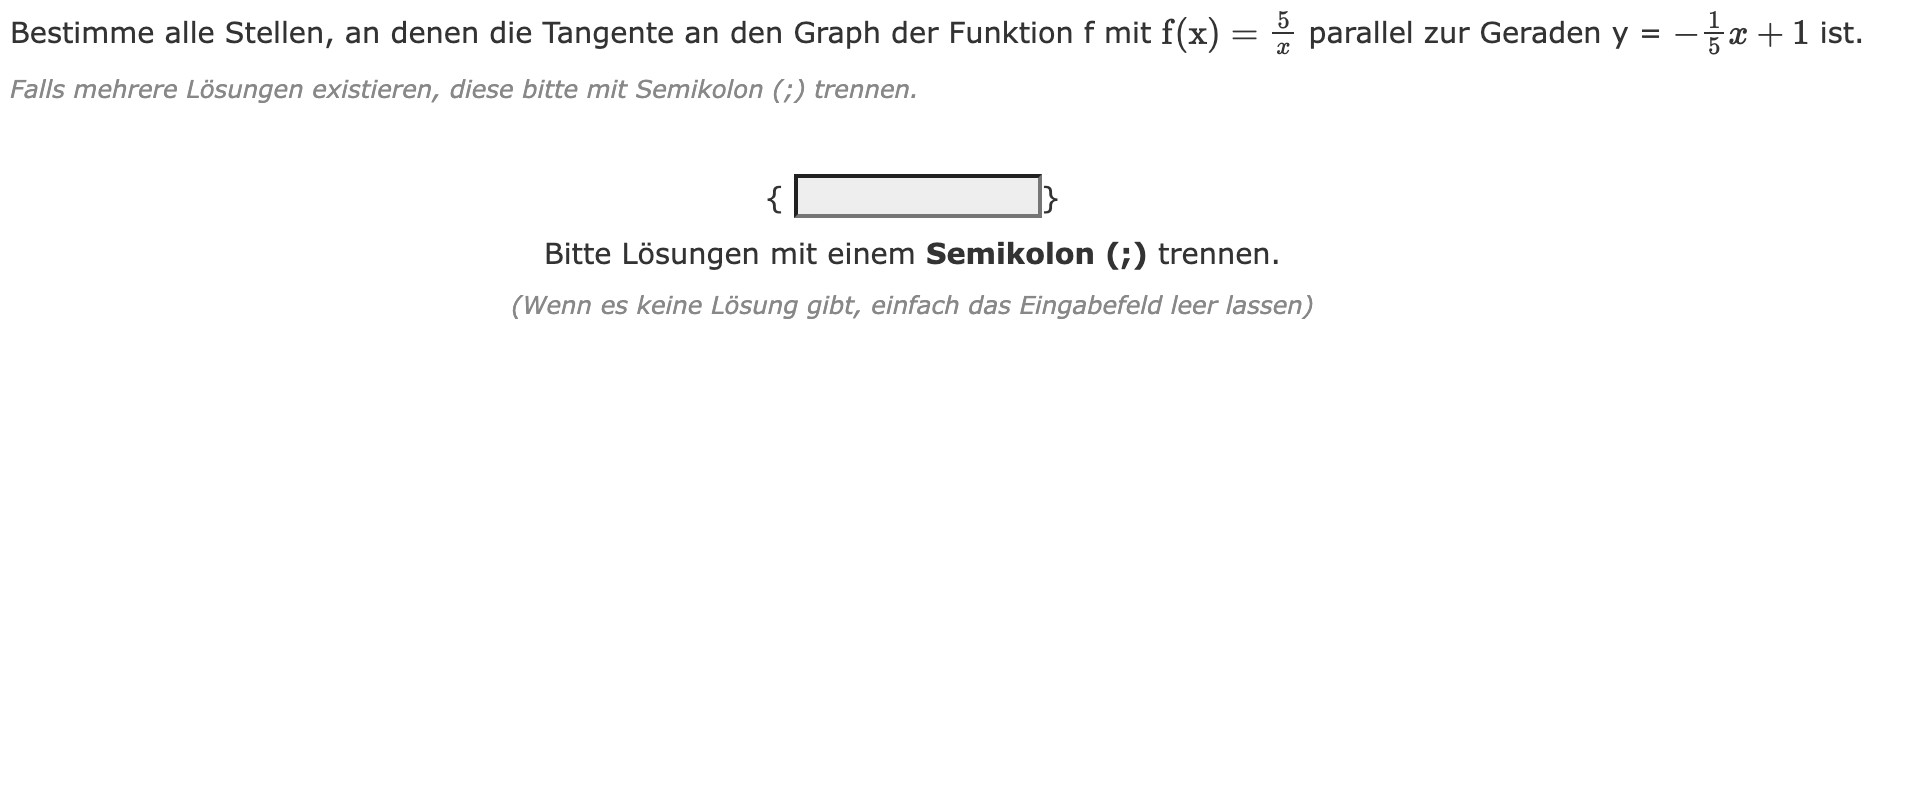 Bestimme alle Stellen, an denen die Tangente an den Graph der Funktion f mit f(x) = 5/x parallel zur Geraden y = −1/5 x + 1 ist.
Falls mehrere Lösungen existieren, diese bitte mit Semikolon (;) trennen.
{ }
Bitte Lösungen mit einem Semikolon (;) trennen.
(Wenn es keine Lösung gibt, einfach das Eingabefeld leer lassen)